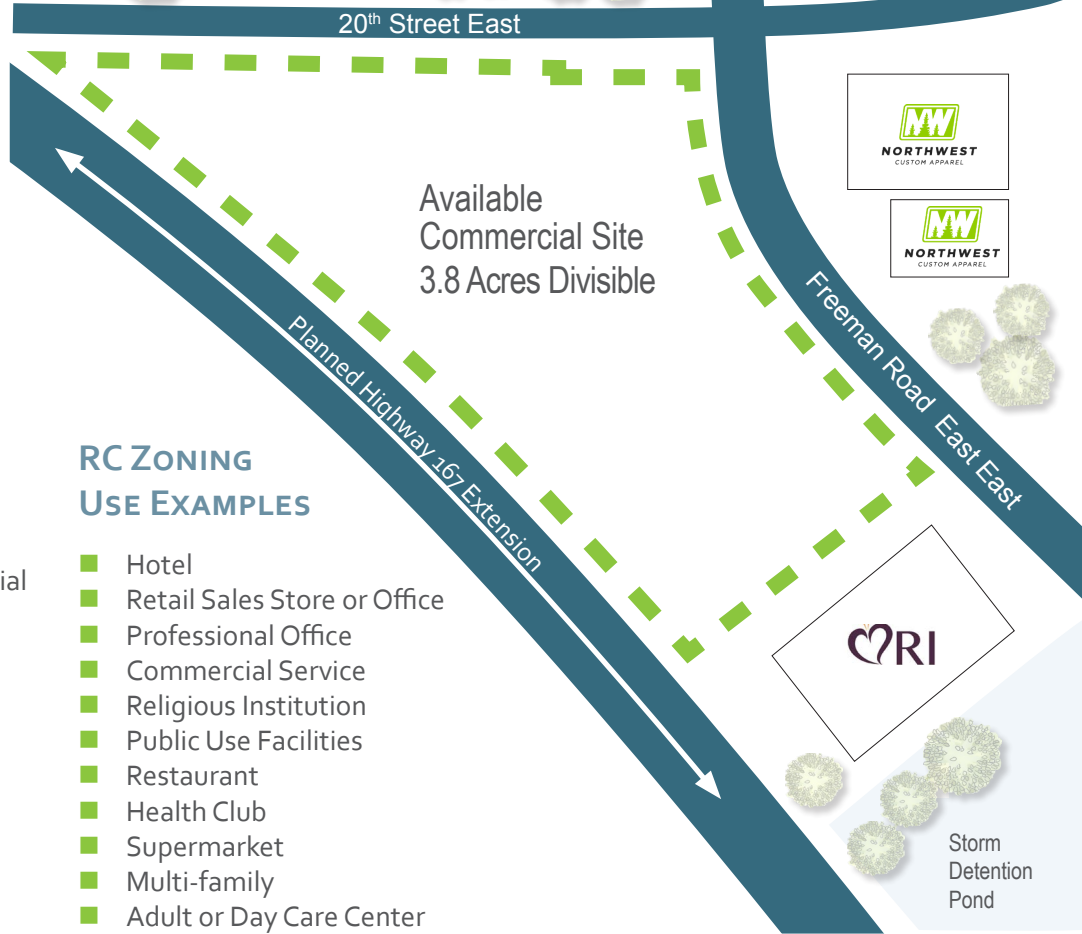 20th Street East
NW
NORTHWEST
CUSTOM APPAREL
NW
NORTHWEST
CUSTOM APPAREL
Available
Commercial Site
3.8 Acres Divisible
Freeman Road East East
Planned Highway 167 Extension
RC Zoning
Use Examples
ial
Hotel
Retail Sales Store or Office
Professional Office
Commercial Service
Religious Institution
Public Use Facilities
Restaurant
Health Club
Supermarket
Multi-family
Adult or Day Care Center
RI
Storm
Detention
Pond